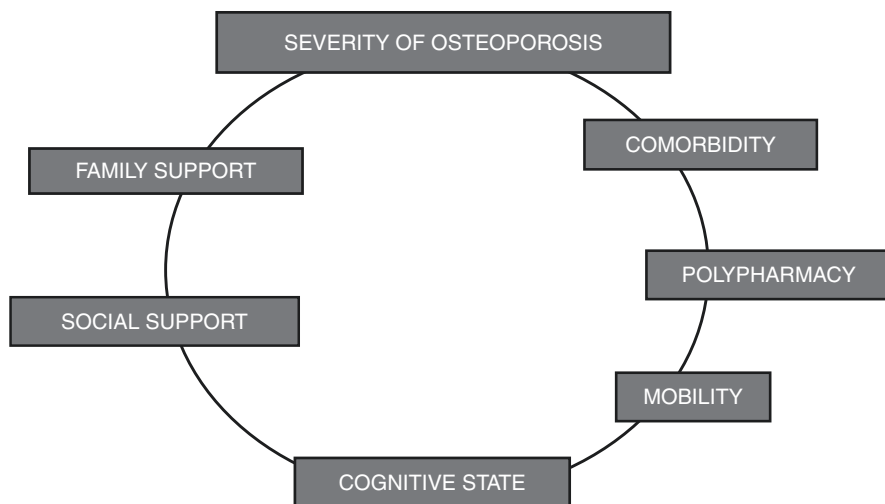 SEVERITY OF OSTEOPOROSIS
COMORBIDITY
FAMILY SUPPORT
POLYPHARMACY
SOCIAL SUPPORT
MOBILITY
COGNITIVE STATE